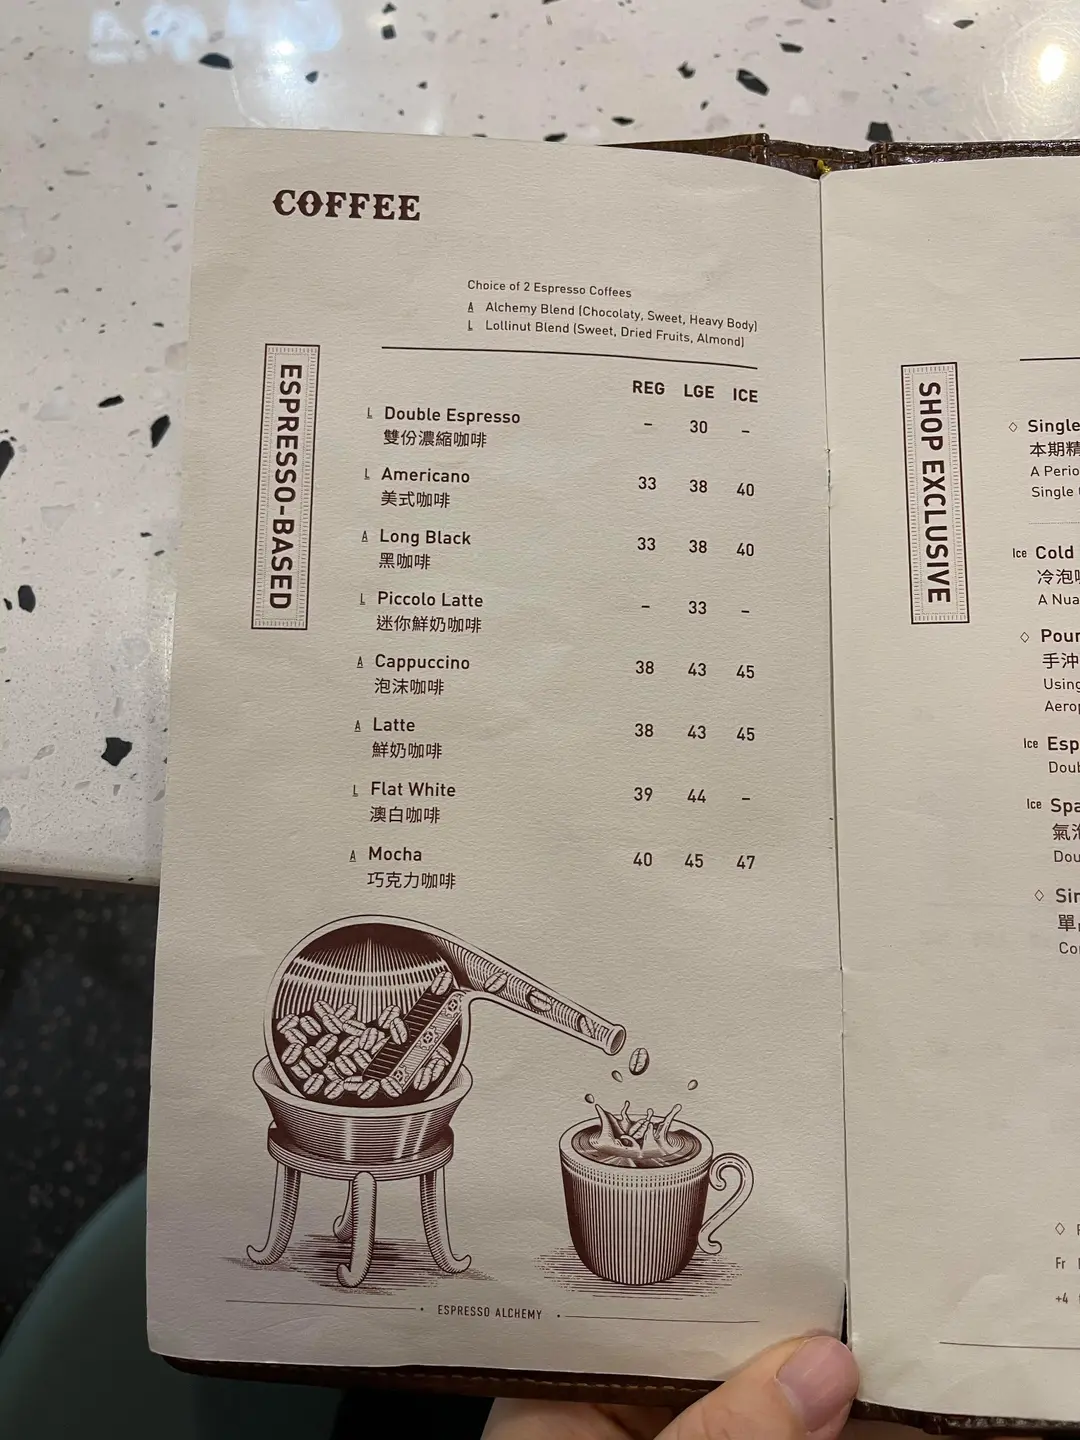 COFFEE
Choice of 2 Espresso Coffees
A Alchemy Blend (Chocolaty, Sweet, Heavy Body)
L Lollinut Blend (Sweet, Dried Fruits, Almond)
ESPRESSO-BASED
REG LGE ICE
L Double Espresso – 30 –
雙份濃縮咖啡
L Americano 33 38 40
美式咖啡
A Long Black 33 38 40
黑咖啡
L Piccolo Latte – 33 –
迷你鮮奶咖啡
A Cappuccino 38 43 45
泡沫咖啡
A Latte 38 43 45
鮮奶咖啡
L Flat White 39 44 –
澳白咖啡
A Mocha 40 45 47
巧克力咖啡
• ESPRESSO ALCHEMY •
SHOP EXCLUSIVE
◇ Single
本期精
A Perio
Single
Ice Cold
冷泡
A Nua
◇ Pour
手沖
Using
Aerop
Ice Esp
Doub
Ice Spa
氣泡
Dou
◇ Sin
單
Co
◇
Fr
+4